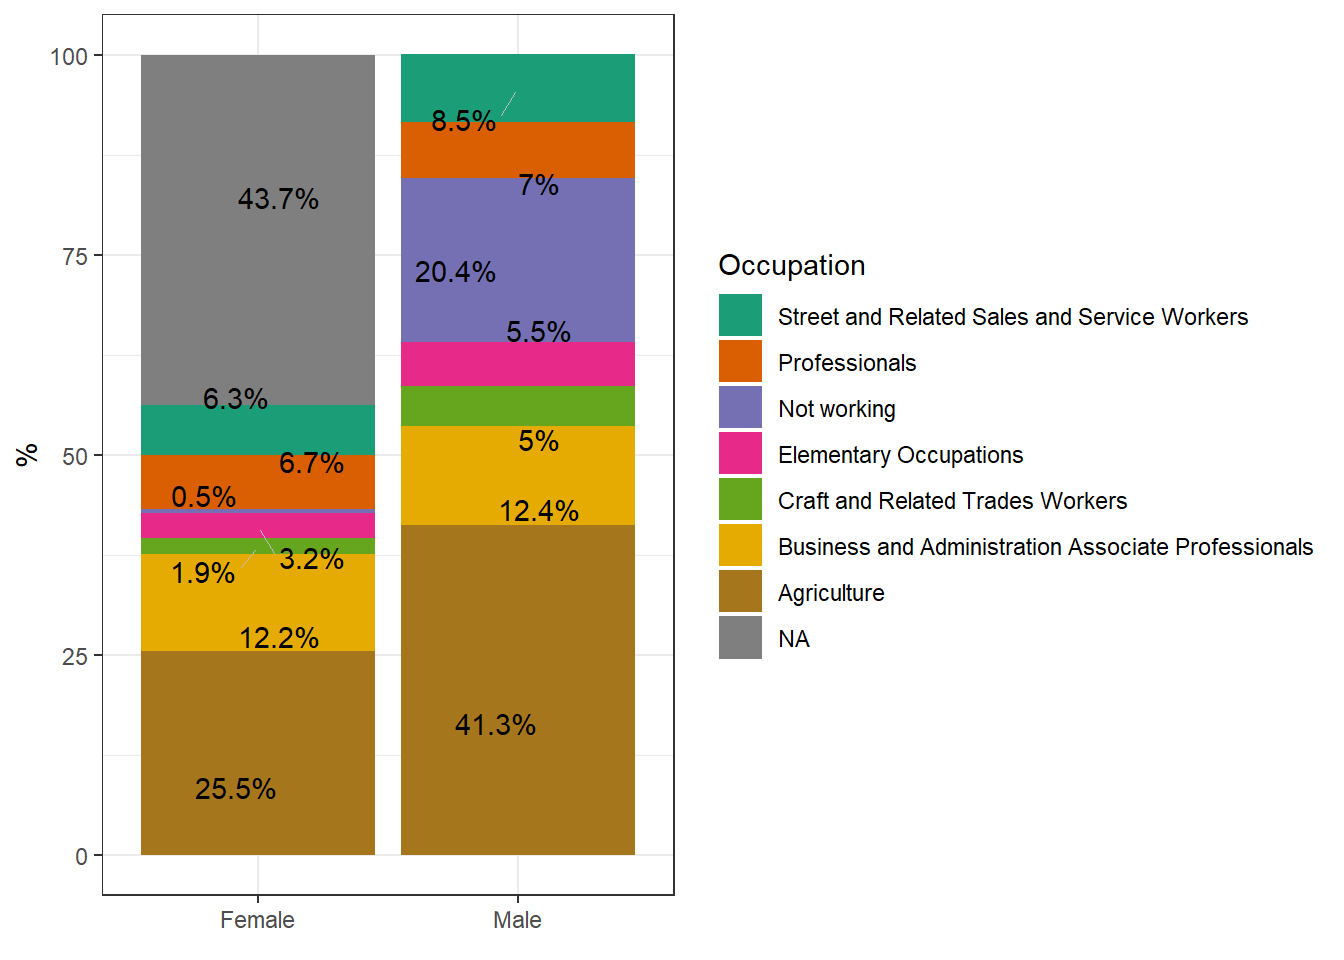 100
75
50
25
0
%
43.7%
6.3%
6.7%
0.5%
3.2%
1.9%
12.2%
25.5%
8.5%
7%
20.4%
5.5%
5%
12.4%
41.3%
Female
Male
Occupation
Street and Related Sales and Service Workers
Professionals
Not working
Elementary Occupations
Craft and Related Trades Workers
Business and Administration Associate Professionals
Agriculture
NA